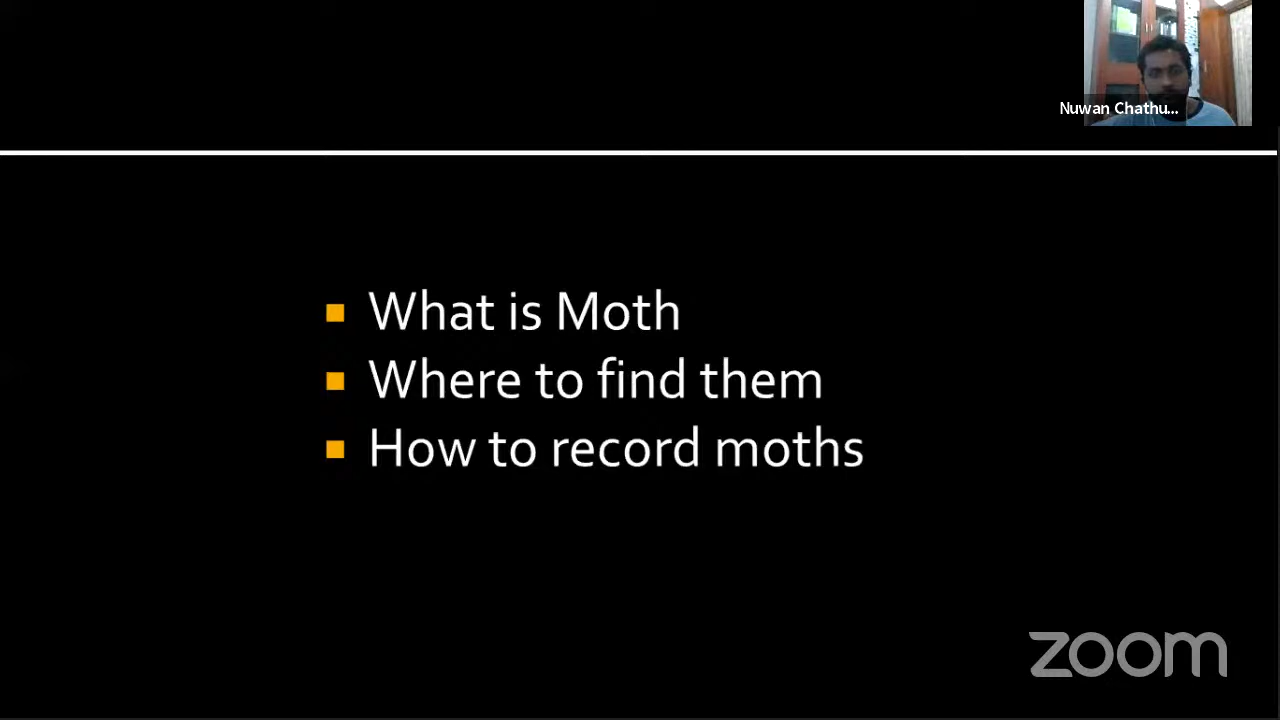 Nuwan Chathu...
What is Moth
Where to find them
How to record moths
zoom